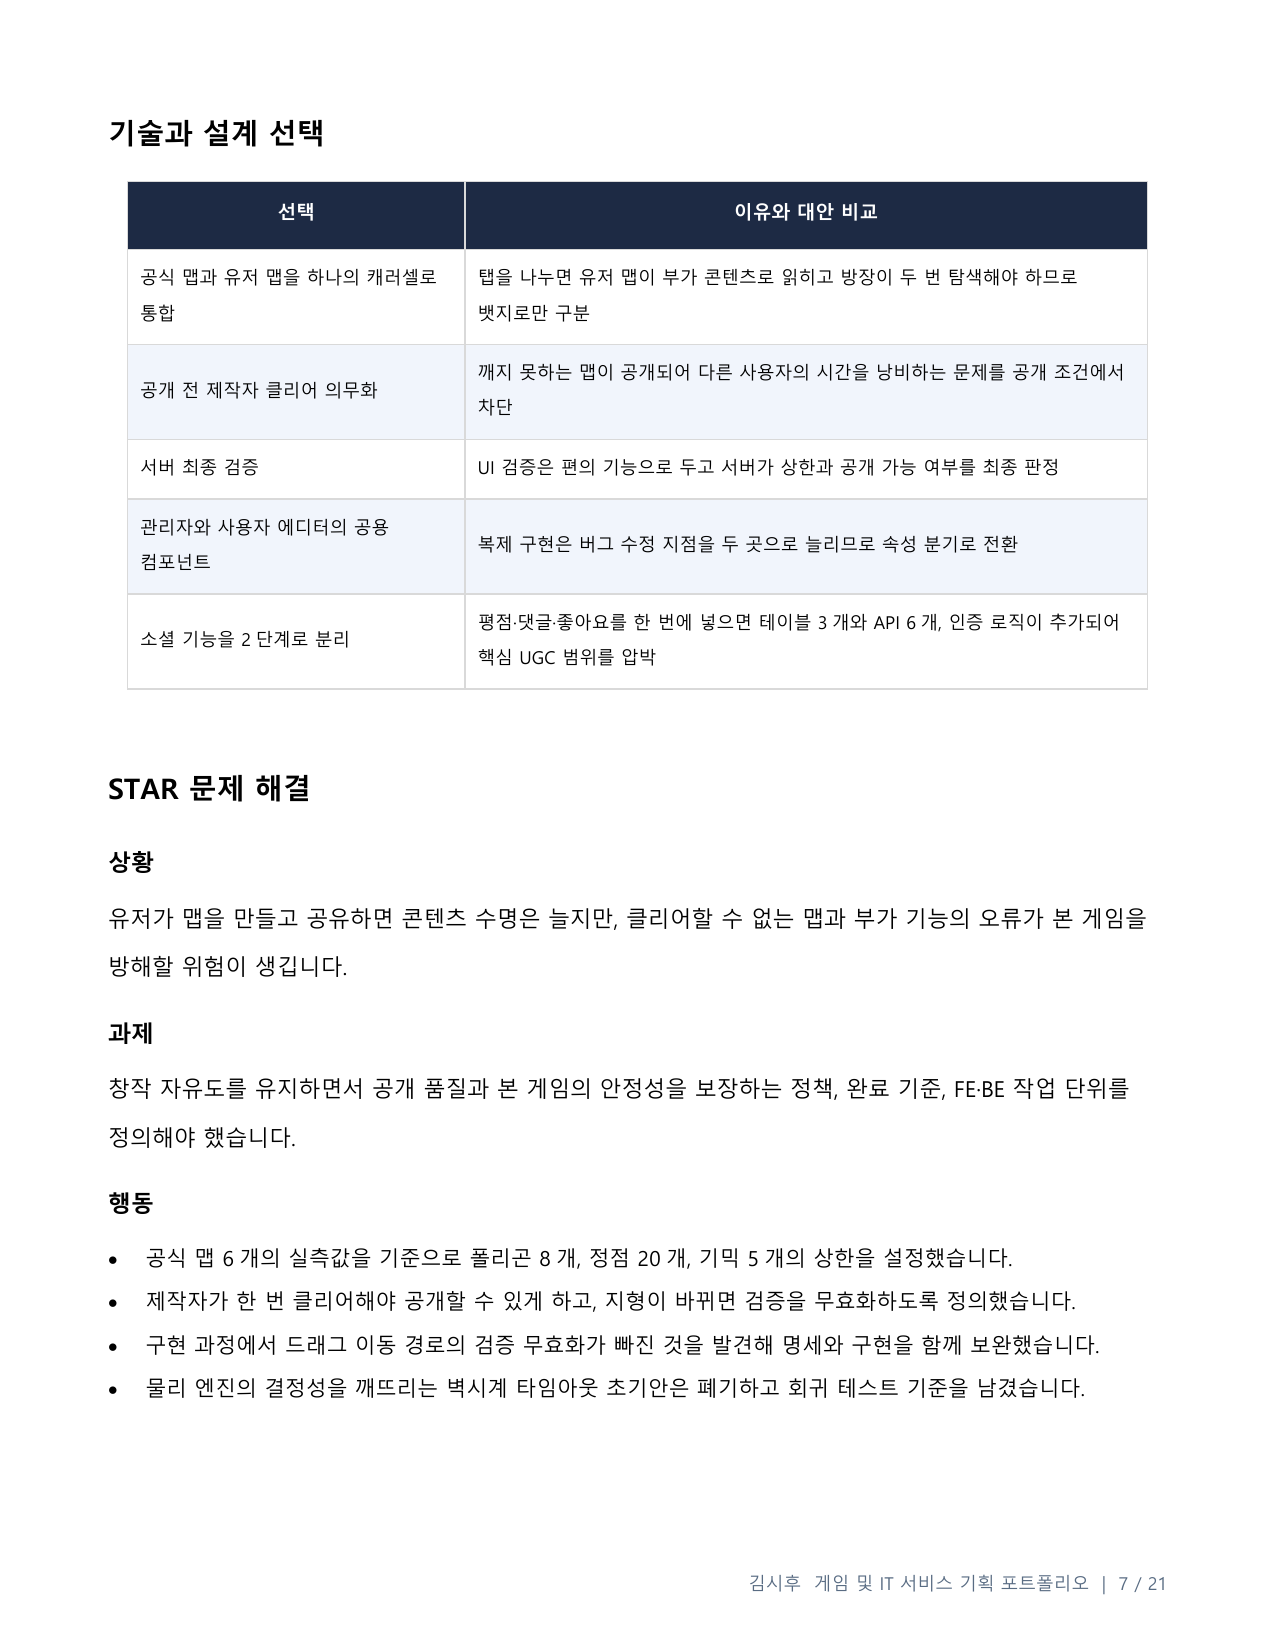 기술과 설계 선택
선택
이유와 대안 비교
공식 맵과 유저 맵을 하나의 캐러셀로
통합
탭을 나누면 유저 맵이 부가 콘텐츠로 읽히고 방장이 두 번 탐색해야 하므로
뱃지로만 구분
공개 전 제작자 클리어 의무화
깨지 못하는 맵이 공개되어 다른 사용자의 시간을 낭비하는 문제를 공개 조건에서
차단
서버 최종 검증
UI 검증은 편의 기능으로 두고 서버가 상한과 공개 가능 여부를 최종 판정
관리자와 사용자 에디터의 공용
컴포넌트
복제 구현은 버그 수정 지점을 두 곳으로 늘리므로 속성 분기로 전환
소셜 기능을 2 단계로 분리
평점·댓글·좋아요를 한 번에 넣으면 테이블 3 개와 API 6 개, 인증 로직이 추가되어
핵심 UGC 범위를 압박
STAR 문제 해결
상황
유저가 맵을 만들고 공유하면 콘텐츠 수명은 늘지만, 클리어할 수 없는 맵과 부가 기능의 오류가 본 게임을
방해할 위험이 생깁니다.
과제
창작 자유도를 유지하면서 공개 품질과 본 게임의 안정성을 보장하는 정책, 완료 기준, FE·BE 작업 단위를
정의해야 했습니다.
행동
• 공식 맵 6 개의 실측값을 기준으로 폴리곤 8 개, 정점 20 개, 기믹 5 개의 상한을 설정했습니다.
• 제작자가 한 번 클리어해야 공개할 수 있게 하고, 지형이 바뀌면 검증을 무효화하도록 정의했습니다.
• 구현 과정에서 드래그 이동 경로의 검증 무효화가 빠진 것을 발견해 명세와 구현을 함께 보완했습니다.
• 물리 엔진의 결정성을 깨뜨리는 벽시계 타임아웃 초기안은 폐기하고 회귀 테스트 기준을 남겼습니다.
김시후 게임 및 IT 서비스 기획 포트폴리오 | 7 / 21